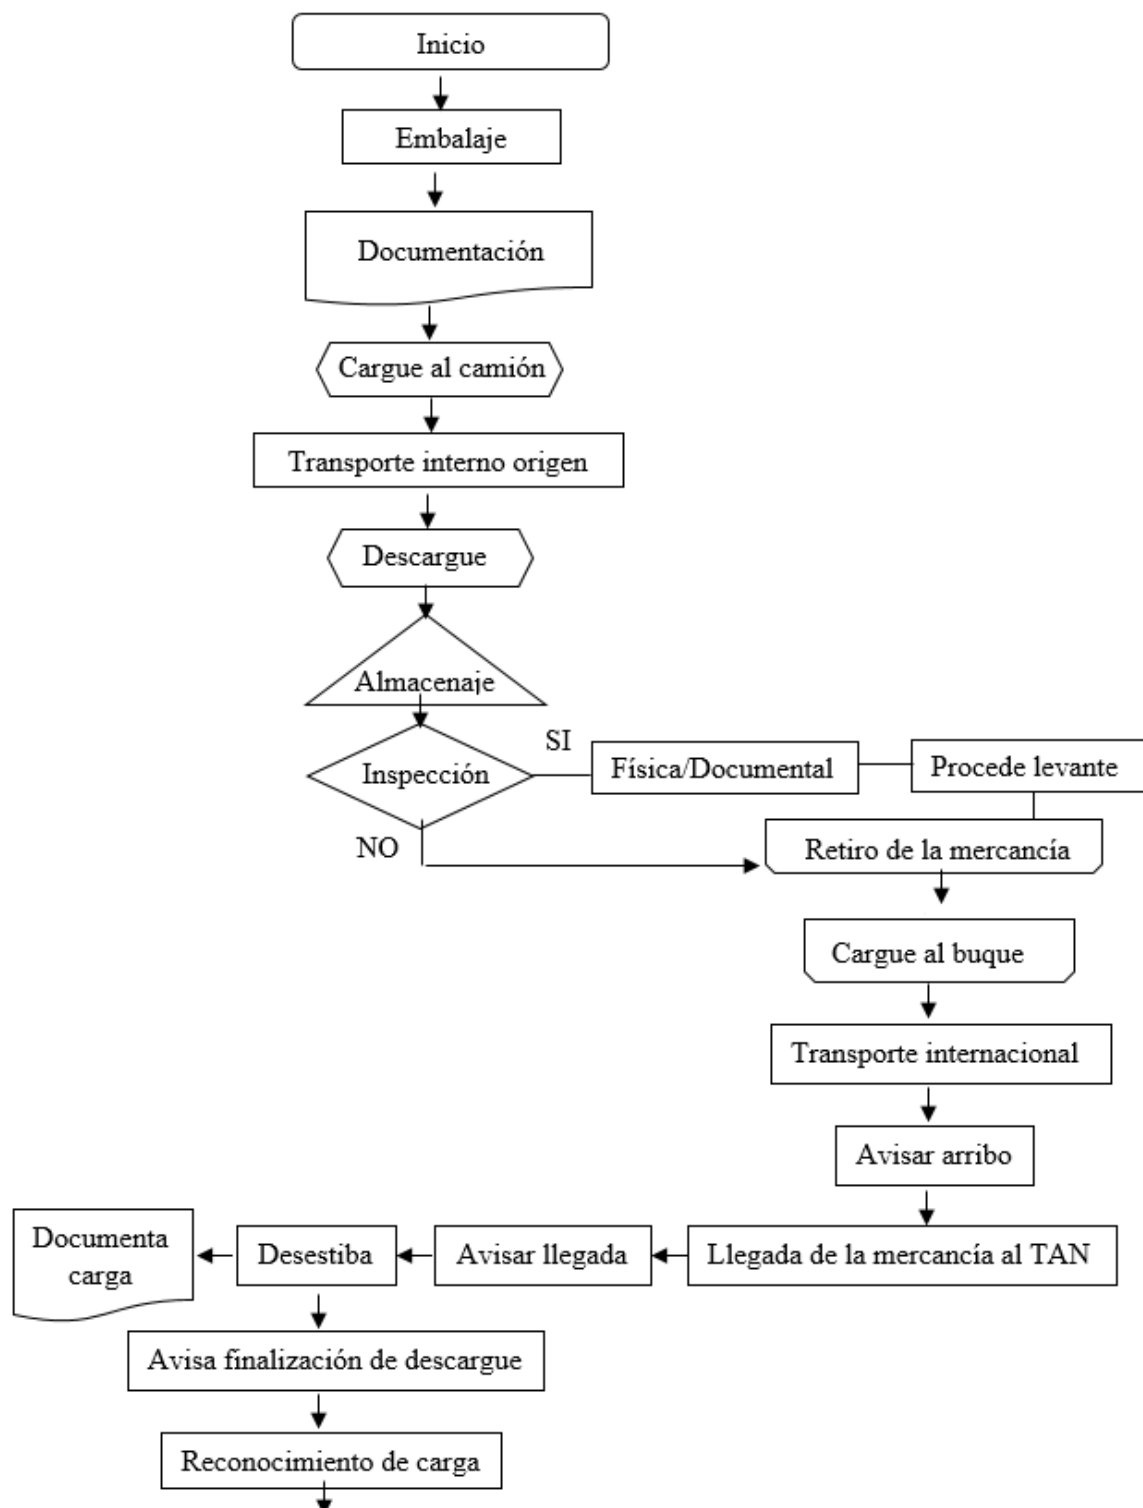 Inicio
Embalaje
Documentación
Cargue al camión
Transporte interno origen
Descargue
Almacenaje
Inspección
SI
Física/Documental
Procede levante
NO
Retiro de la mercancía
Cargue al buque
Transporte internacional
Avisar arribo
Llegada de la mercancía al TAN
Avisar llegada
Desestiba
Documenta
carga
Avisa finalización de descargue
Reconocimiento de carga